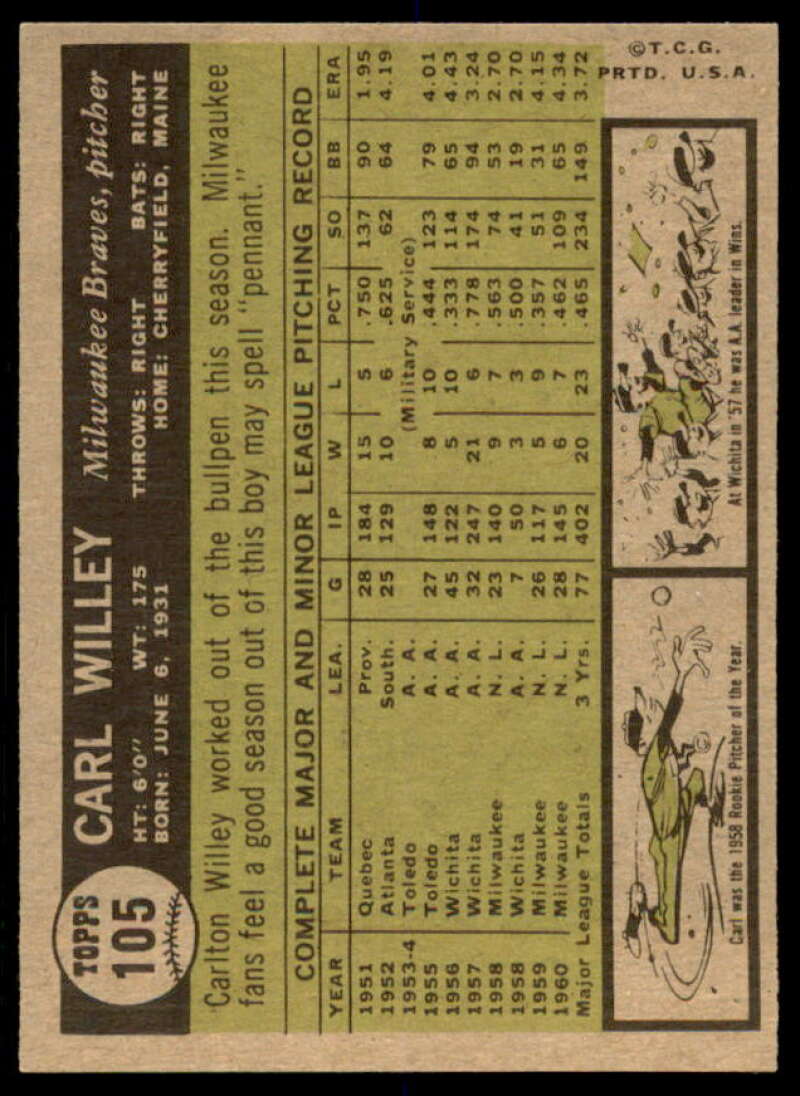 TOPPS
105
CARL WILLEY Milwaukee Braves, pitcher
HT: 6'0" WT: 175 THROWS: RIGHT BATS: RIGHT
BORN: JUNE 6, 1931 HOME: CHERRYFIELD, MAINE
Carlton Willey worked out of the bullpen this season. Milwaukee
fans feel a good season out of this boy may spell "pennant."
COMPLETE MAJOR AND MINOR LEAGUE PITCHING RECORD
YEAR TEAM LEA. G IP W L PCT SO BB ERA
1951 Quebec Prov. 28 184 15 5 .750 137 90 1.95
1952 Atlanta South. 25 129 10 6 .625 62 64 4.19
1953-4 Toledo A. A. (Military Service)
1955 Toledo A. A. 27 148 8 10 .444 123 79 4.01
1956 Wichita A. A. 45 122 5 10 .333 114 65 4.43
1957 Wichita A. A. 32 247 21 6 .778 174 94 3.24
1958 Milwaukee N. L. 23 140 9 7 .563 74 53 2.70
1958 Wichita A. A. 7 50 3 3 .500 41 19 2.70
1959 Milwaukee N. L. 26 117 5 9 .357 51 31 4.15
1960 Milwaukee N. L. 28 145 6 7 .462 109 65 4.34
Major League Totals 3 Yrs. 77 402 20 23 .465 234 149 3.72
Carl was the 1958 Rookie Pitcher of the Year.
At Wichita in '57 he was A.A. leader in Wins.
©T.C.G.
PRTD. U.S.A.